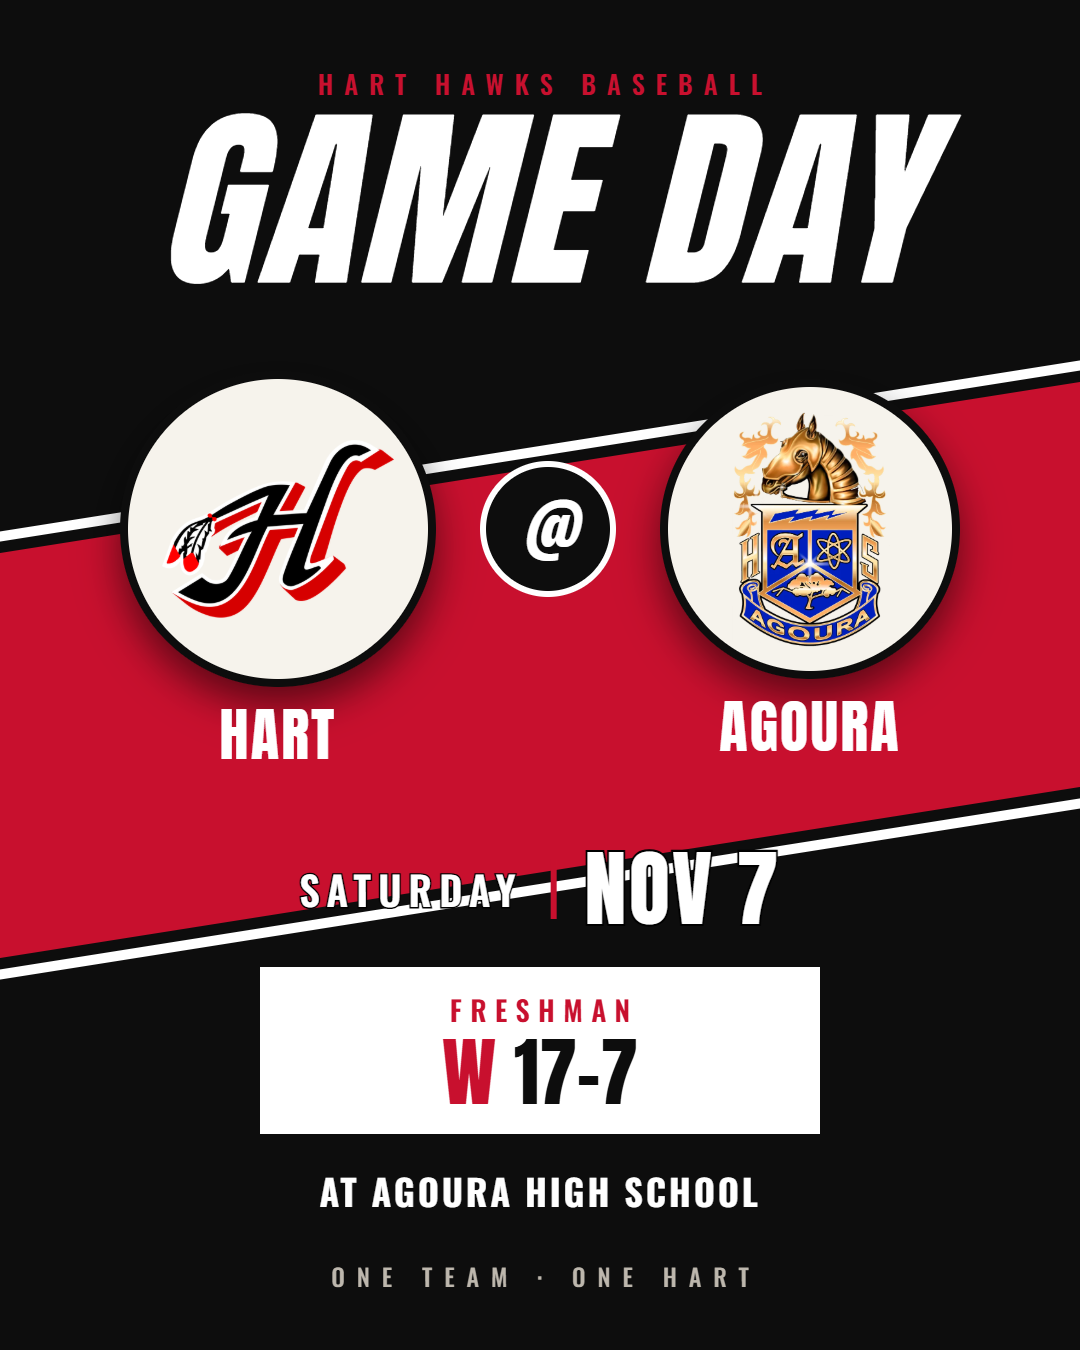 HART HAWKS BASEBALL
GAME DAY
H
@
H A S
AGOURA
HART
AGOURA
SATURDAY | NOV 7
FRESHMAN
W 17-7
AT AGOURA HIGH SCHOOL
ONE TEAM · ONE HART